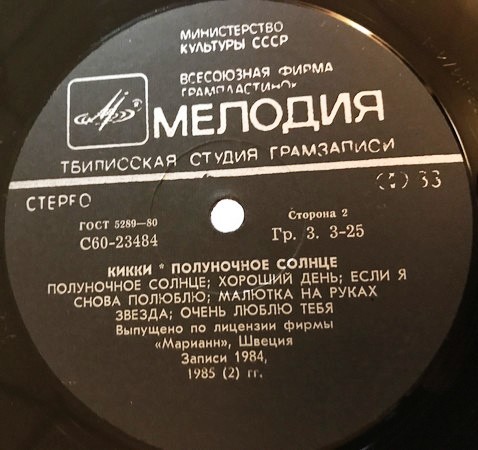 МИНИСТЕРСТВО
КУЛЬТУРЫ СССР
ВСЕСОЮЗНАЯ ФИРМА
ГРАМПЛАСТИНОК
МЕЛОДИЯ
ТБИЛИССКАЯ СТУДИЯ ГРАМЗАПИСИ
СТЕРЕО
33
ГОСТ 5289—80
Сторона 2
С60-23484
Гр. 3. 3-25
КИККИ * ПОЛУНОЧНОЕ СОЛНЦЕ
ПОЛУНОЧНОЕ СОЛНЦЕ; ХОРОШИЙ ДЕНЬ; ЕСЛИ Я
СНОВА ПОЛЮБЛЮ; МАЛЮТКА НА РУКАХ
ЗВЕЗДА; ОЧЕНЬ ЛЮБЛЮ ТЕБЯ
Выпущено по лицензии фирмы
«Марианн», Швеция
Записи 1984,
1985 (2) гг.